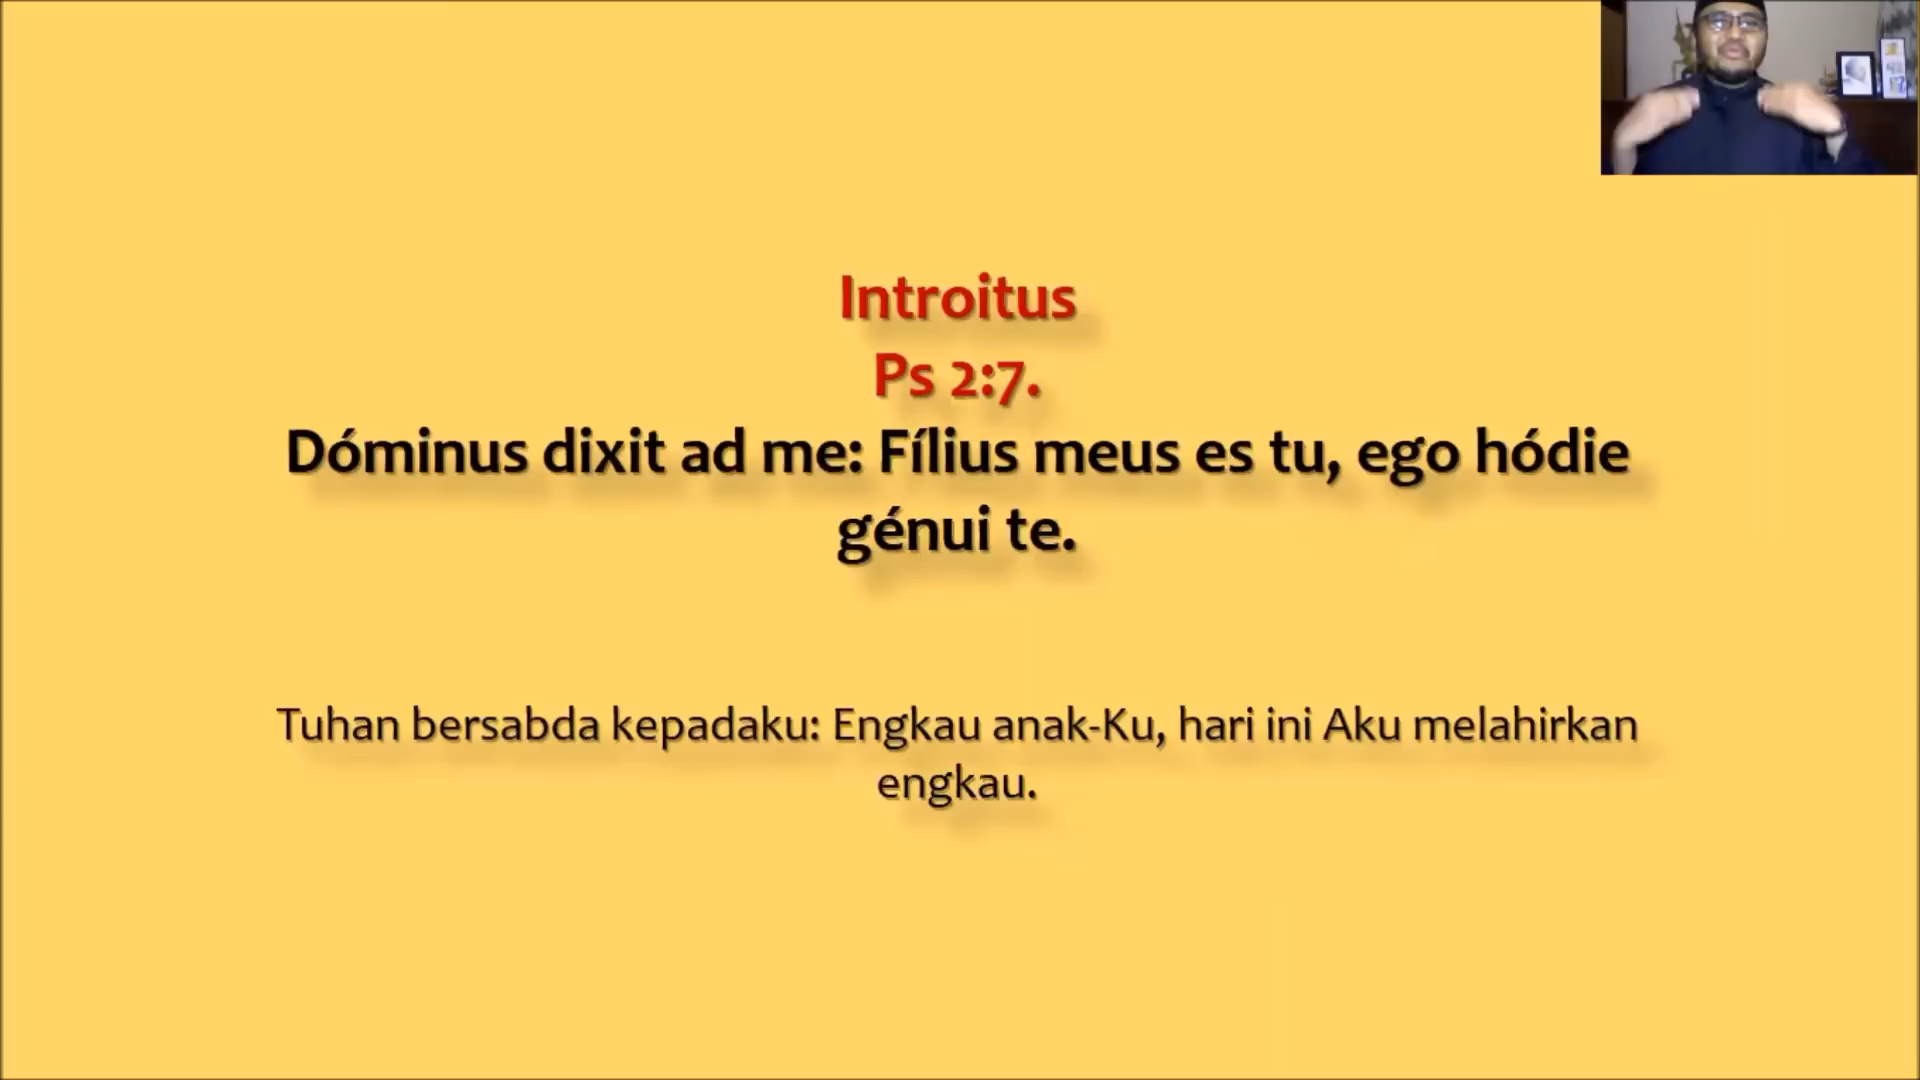 Introitus
Ps 2:7.
Dóminus dixit ad me: Fílius meus es tu, ego hódie
génui te.
Tuhan bersabda kepadaku: Engkau anak-Ku, hari ini Aku melahirkan
engkau.